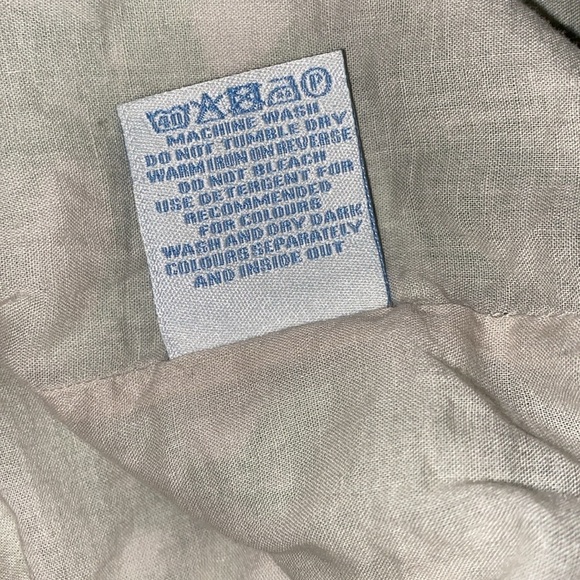 40 P
MACHINE WASH
DO NOT TUMBLE DRY
WARM IRON ON REVERSE
DO NOT BLEACH
USE DETERGENT FOR
RECOMMENDED
FOR COLOURS
WASH AND DRY DARK
COLOURS SEPARATELY
AND INSIDE OUT